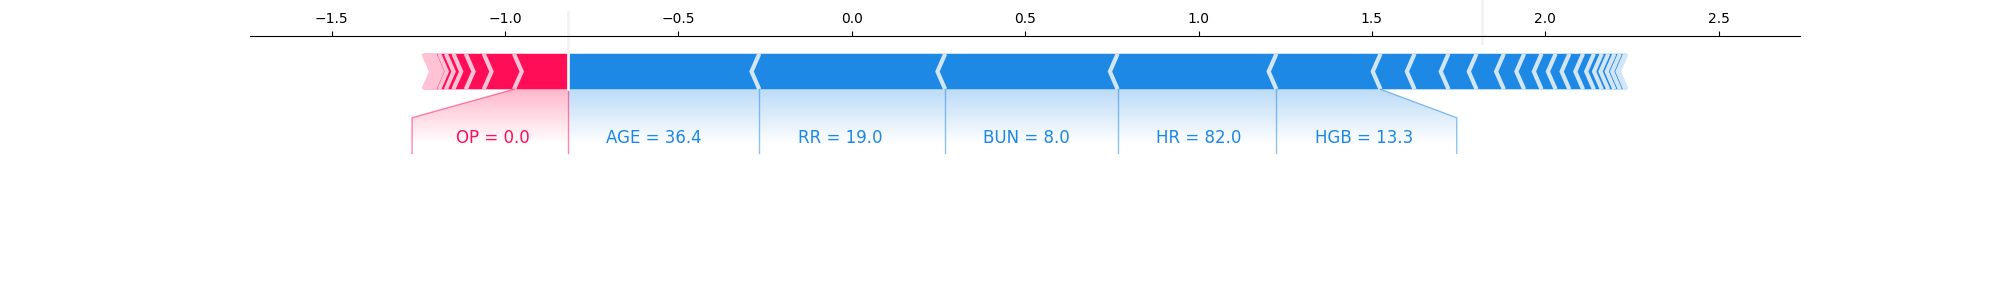 −1.5 −1.0 −0.5 0.0 0.5 1.0 1.5 2.0 2.5
OP = 0.0 AGE = 36.4 RR = 19.0 BUN = 8.0 HR = 82.0 HGB = 13.3